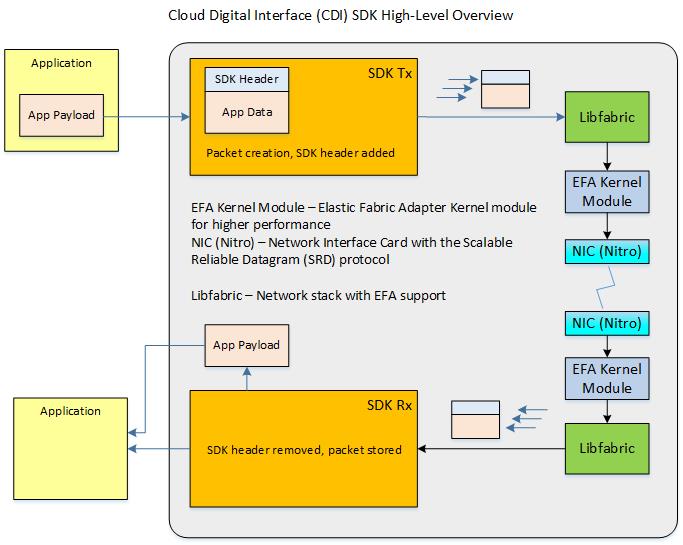 Cloud Digital Interface (CDI) SDK High-Level Overview
Application
App Payload
SDK Tx
SDK Header
App Data
Packet creation, SDK header added
Libfabric
EFA Kernel
Module
NIC (Nitro)
EFA Kernel Module – Elastic Fabric Adapter Kernel module
for higher performance
NIC (Nitro) – Network Interface Card with the Scalable
Reliable Datagram (SRD) protocol
Libfabric – Network stack with EFA support
NIC (Nitro)
EFA Kernel
Module
Libfabric
App Payload
SDK Rx
SDK header removed, packet stored
Application